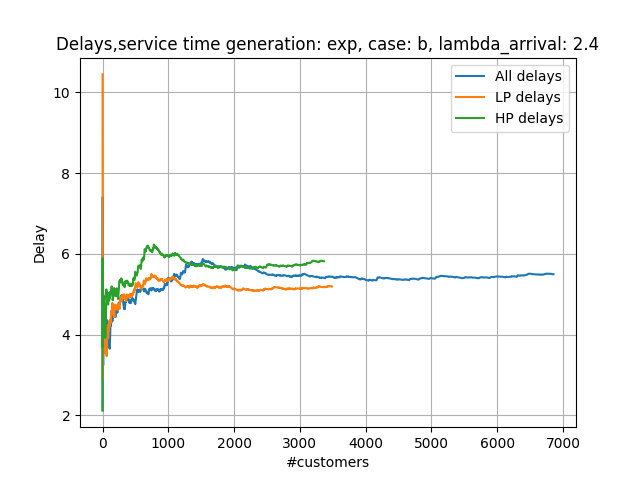 Delays,service time generation: exp, case: b, lambda_arrival: 2.4
All delays
LP delays
HP delays
Delay
10
8
6
4
2
0 1000 2000 3000 4000 5000 6000 7000
#customers